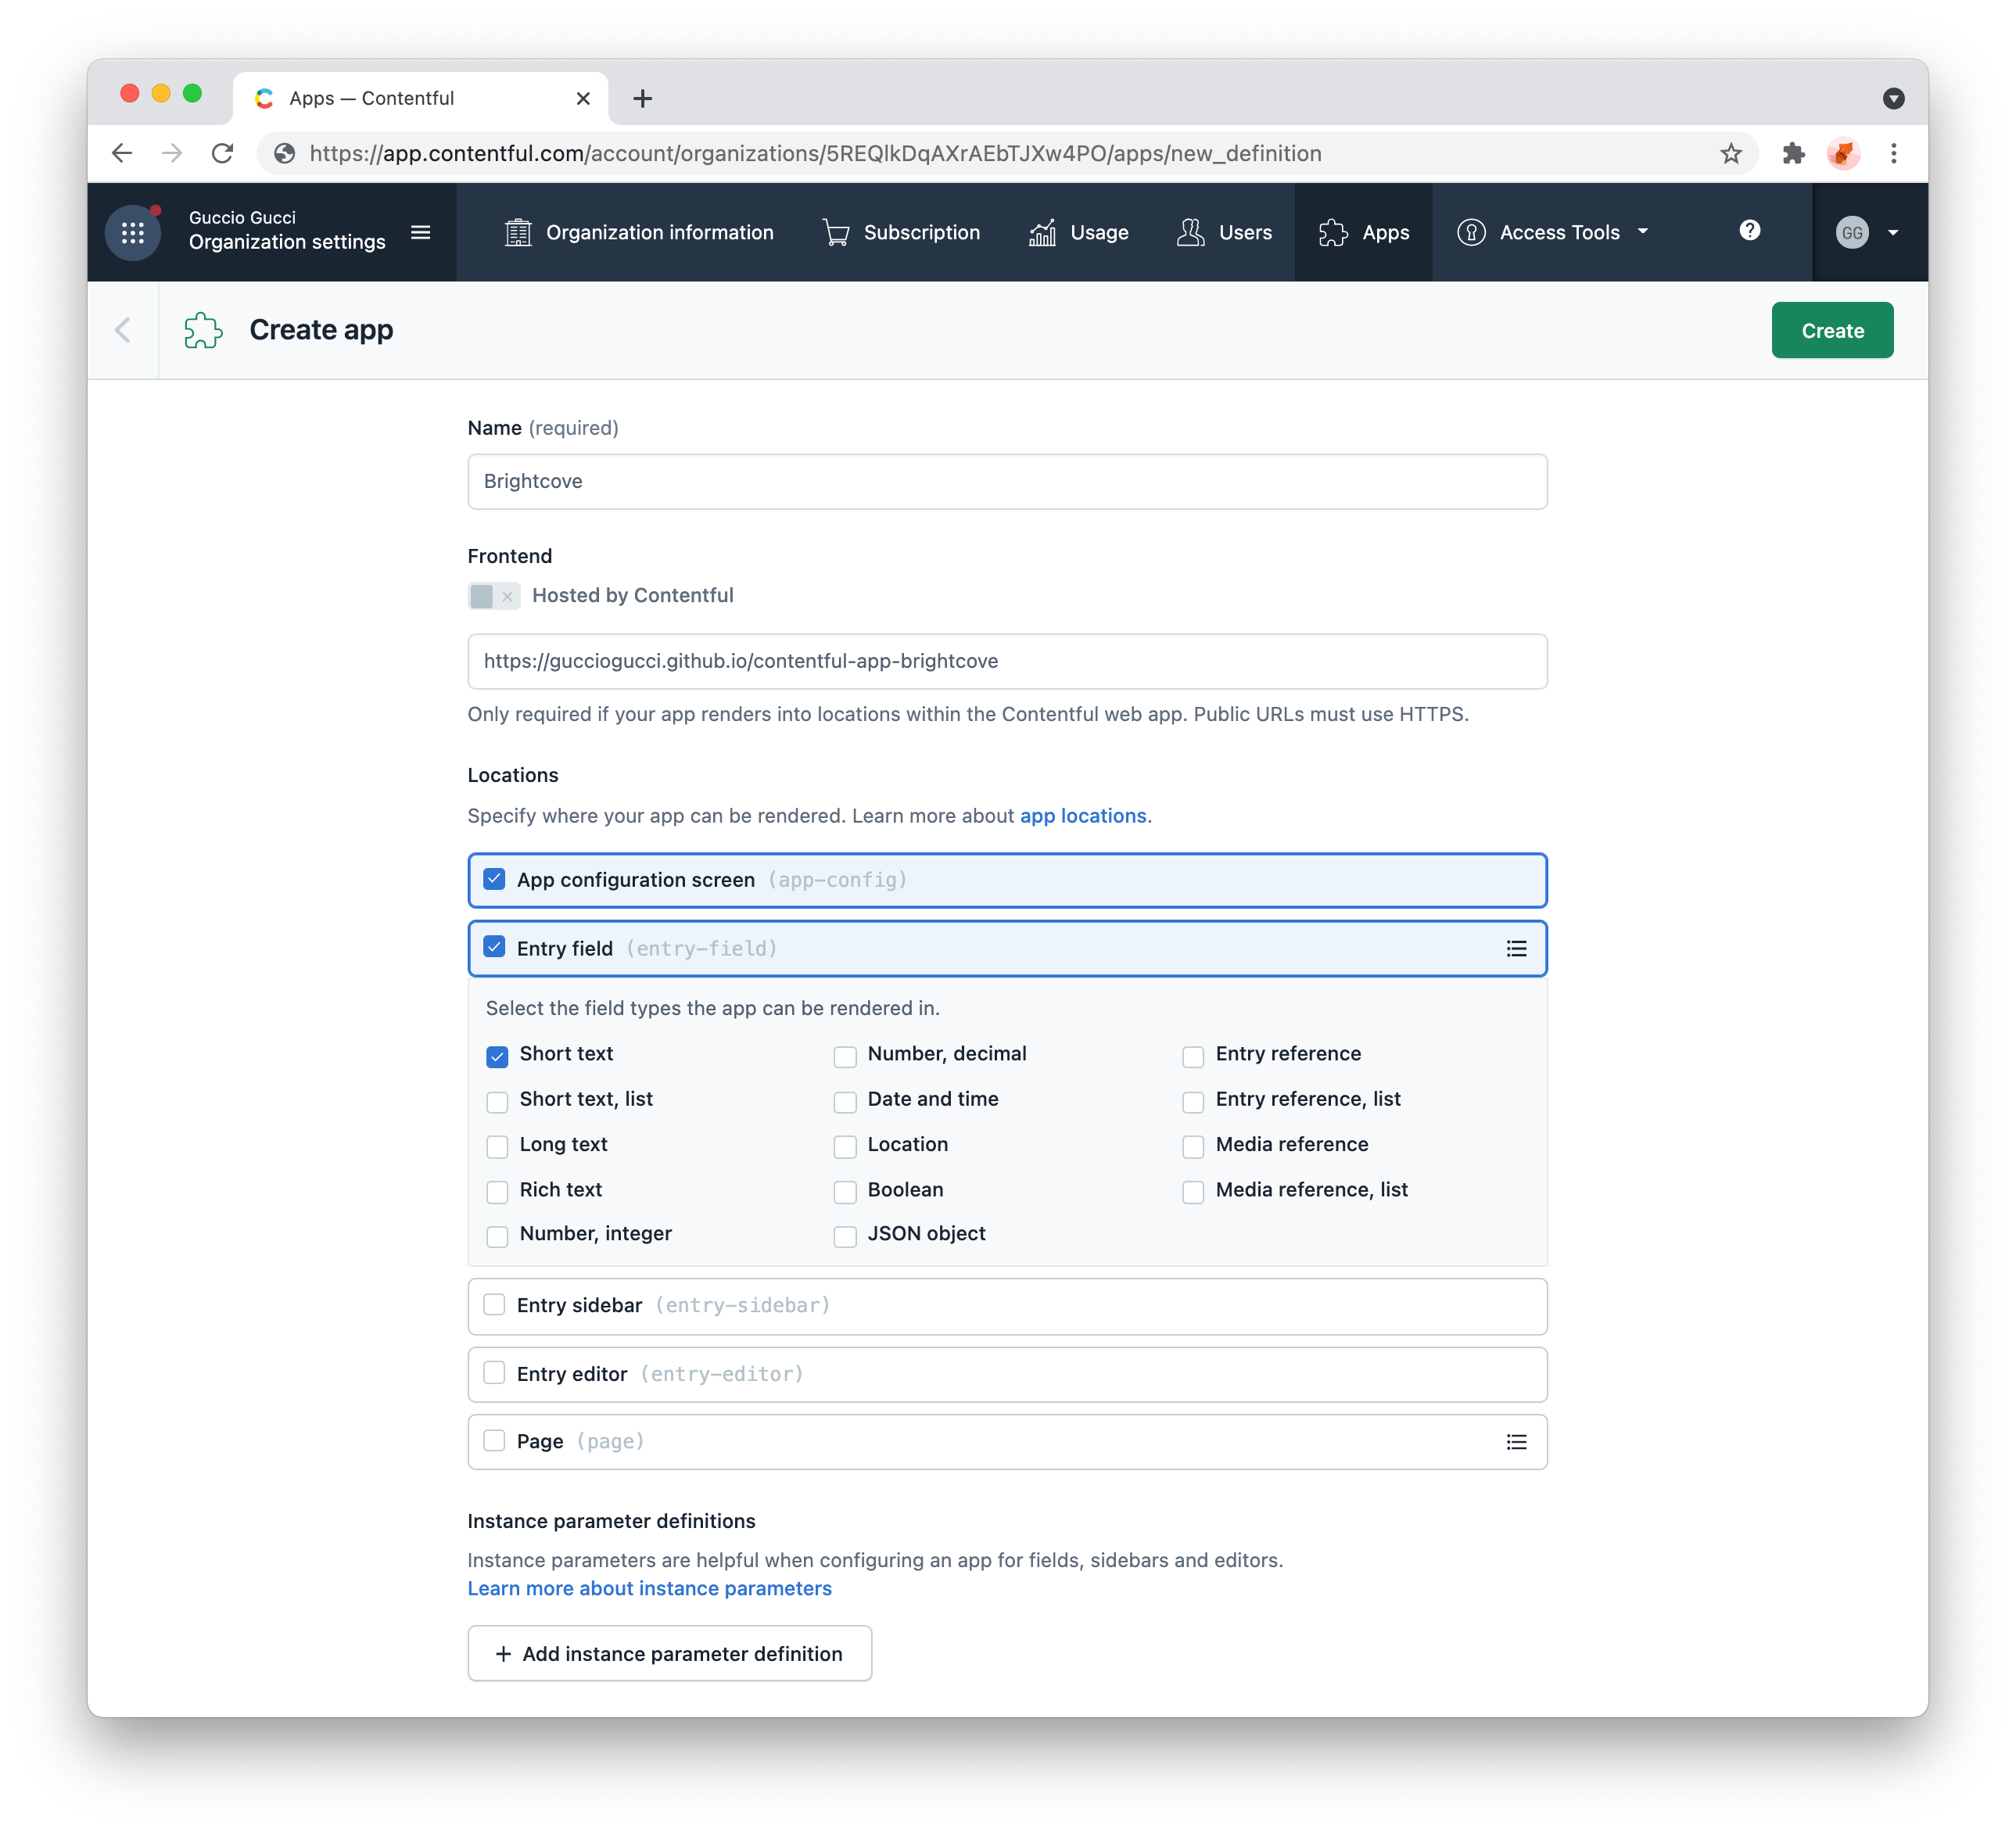 Apps — Contentful
https://app.contentful.com/account/organizations/5REQlkDqAXrAEbTJXw4PO/apps/new_definition
Guccio Gucci
Organization settings
Organization information
Subscription
Usage
Users
Apps
Access Tools
?
GG
Create app
Create
Name (required)
Brightcove
Frontend
Hosted by Contentful
https://gucciogucci.github.io/contentful-app-brightcove
Only required if your app renders into locations within the Contentful web app. Public URLs must use HTTPS.
Locations
Specify where your app can be rendered. Learn more about app locations.
App configuration screen (app-config)
Entry field (entry-field)
Select the field types the app can be rendered in.
Short text
Number, decimal
Entry reference
Short text, list
Date and time
Entry reference, list
Long text
Location
Media reference
Rich text
Boolean
Media reference, list
Number, integer
JSON object
Entry sidebar (entry-sidebar)
Entry editor (entry-editor)
Page (page)
Instance parameter definitions
Instance parameters are helpful when configuring an app for fields, sidebars and editors.
Learn more about instance parameters
+ Add instance parameter definition